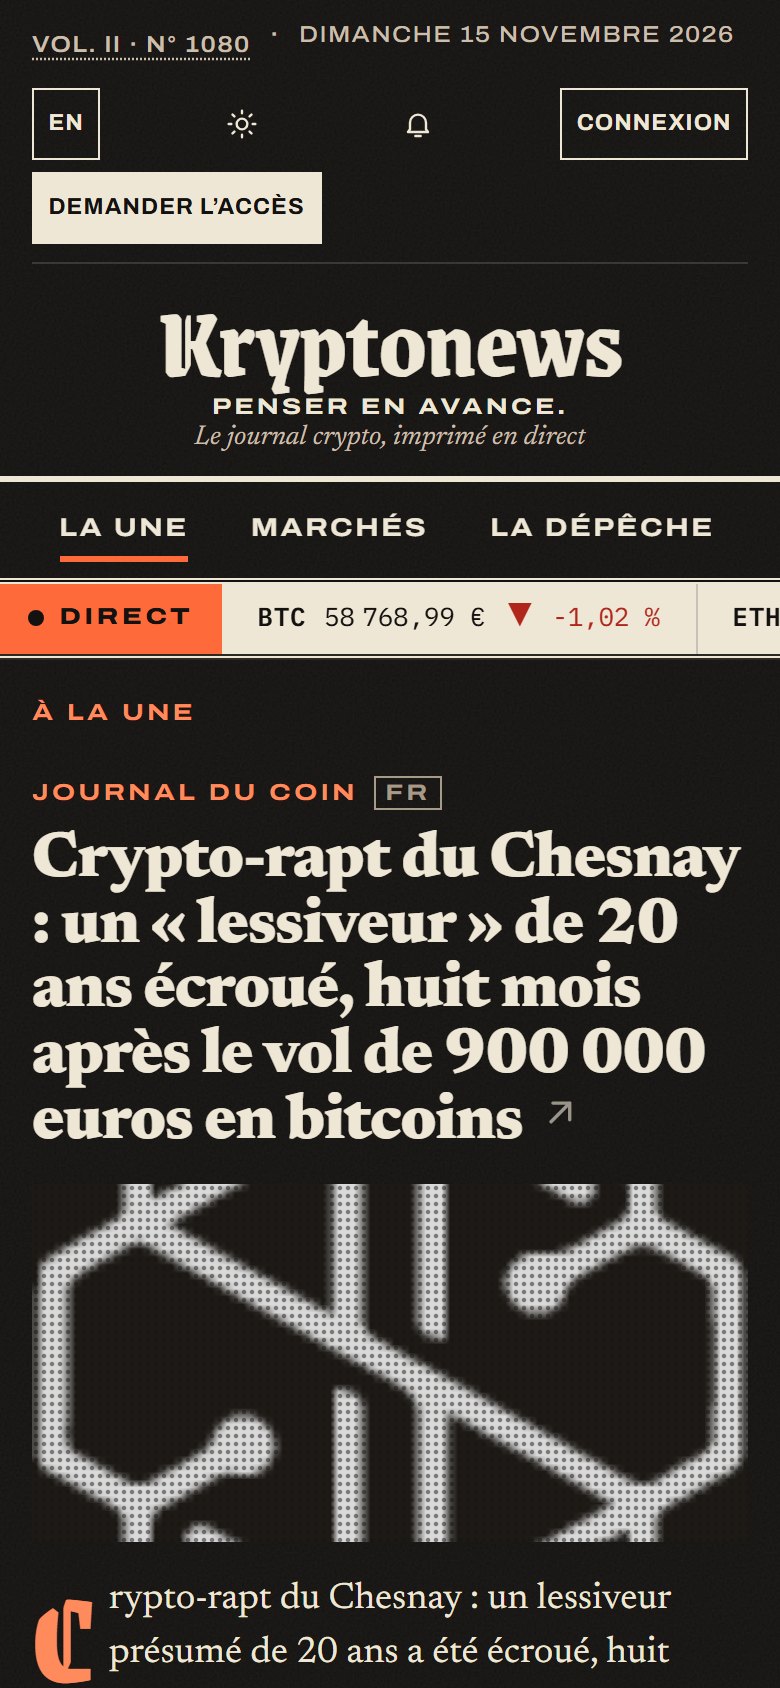 VOL. II · N° 1080 · DIMANCHE 15 NOVEMBRE 2026
EN
CONNEXION
DEMANDER L’ACCÈS
Kryptonews
PENSER EN AVANCE.
Le journal crypto, imprimé en direct
LA UNE MARCHÉS LA DÉPÊCHE
DIRECT BTC 58 768,99 € ▼ -1,02 % ETH
À LA UNE
JOURNAL DU COIN FR
Crypto-rapt du Chesnay
: un « lessiveur » de 20
ans écroué, huit mois
après le vol de 900 000
euros en bitcoins ↗
Crypto-rapt du Chesnay : un lessiveur
présumé de 20 ans a été écroué, huit